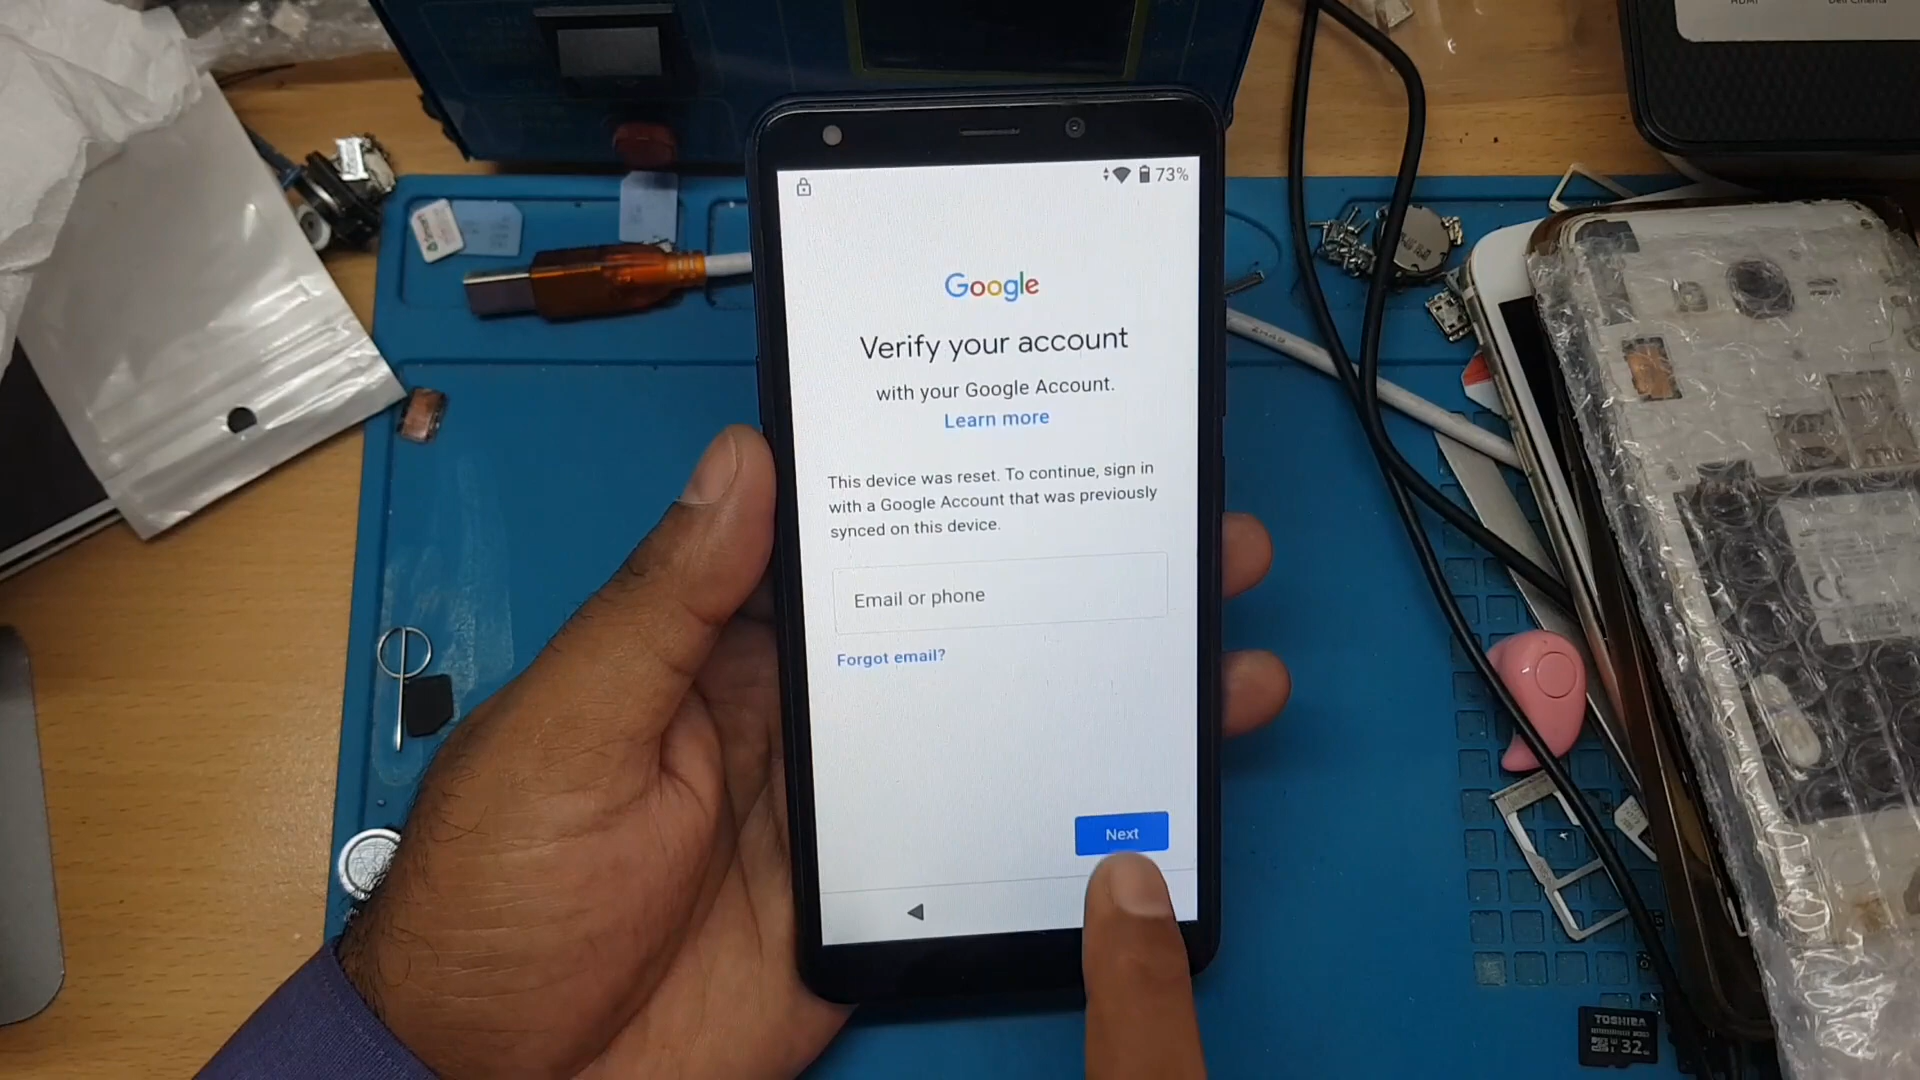 73%
Google
Verify your account
with your Google Account.
Learn more
This device was reset. To continue, sign in
with a Google Account that was previously
synced on this device.
Email or phone
Forgot email?
Next
TOSHIBA
32